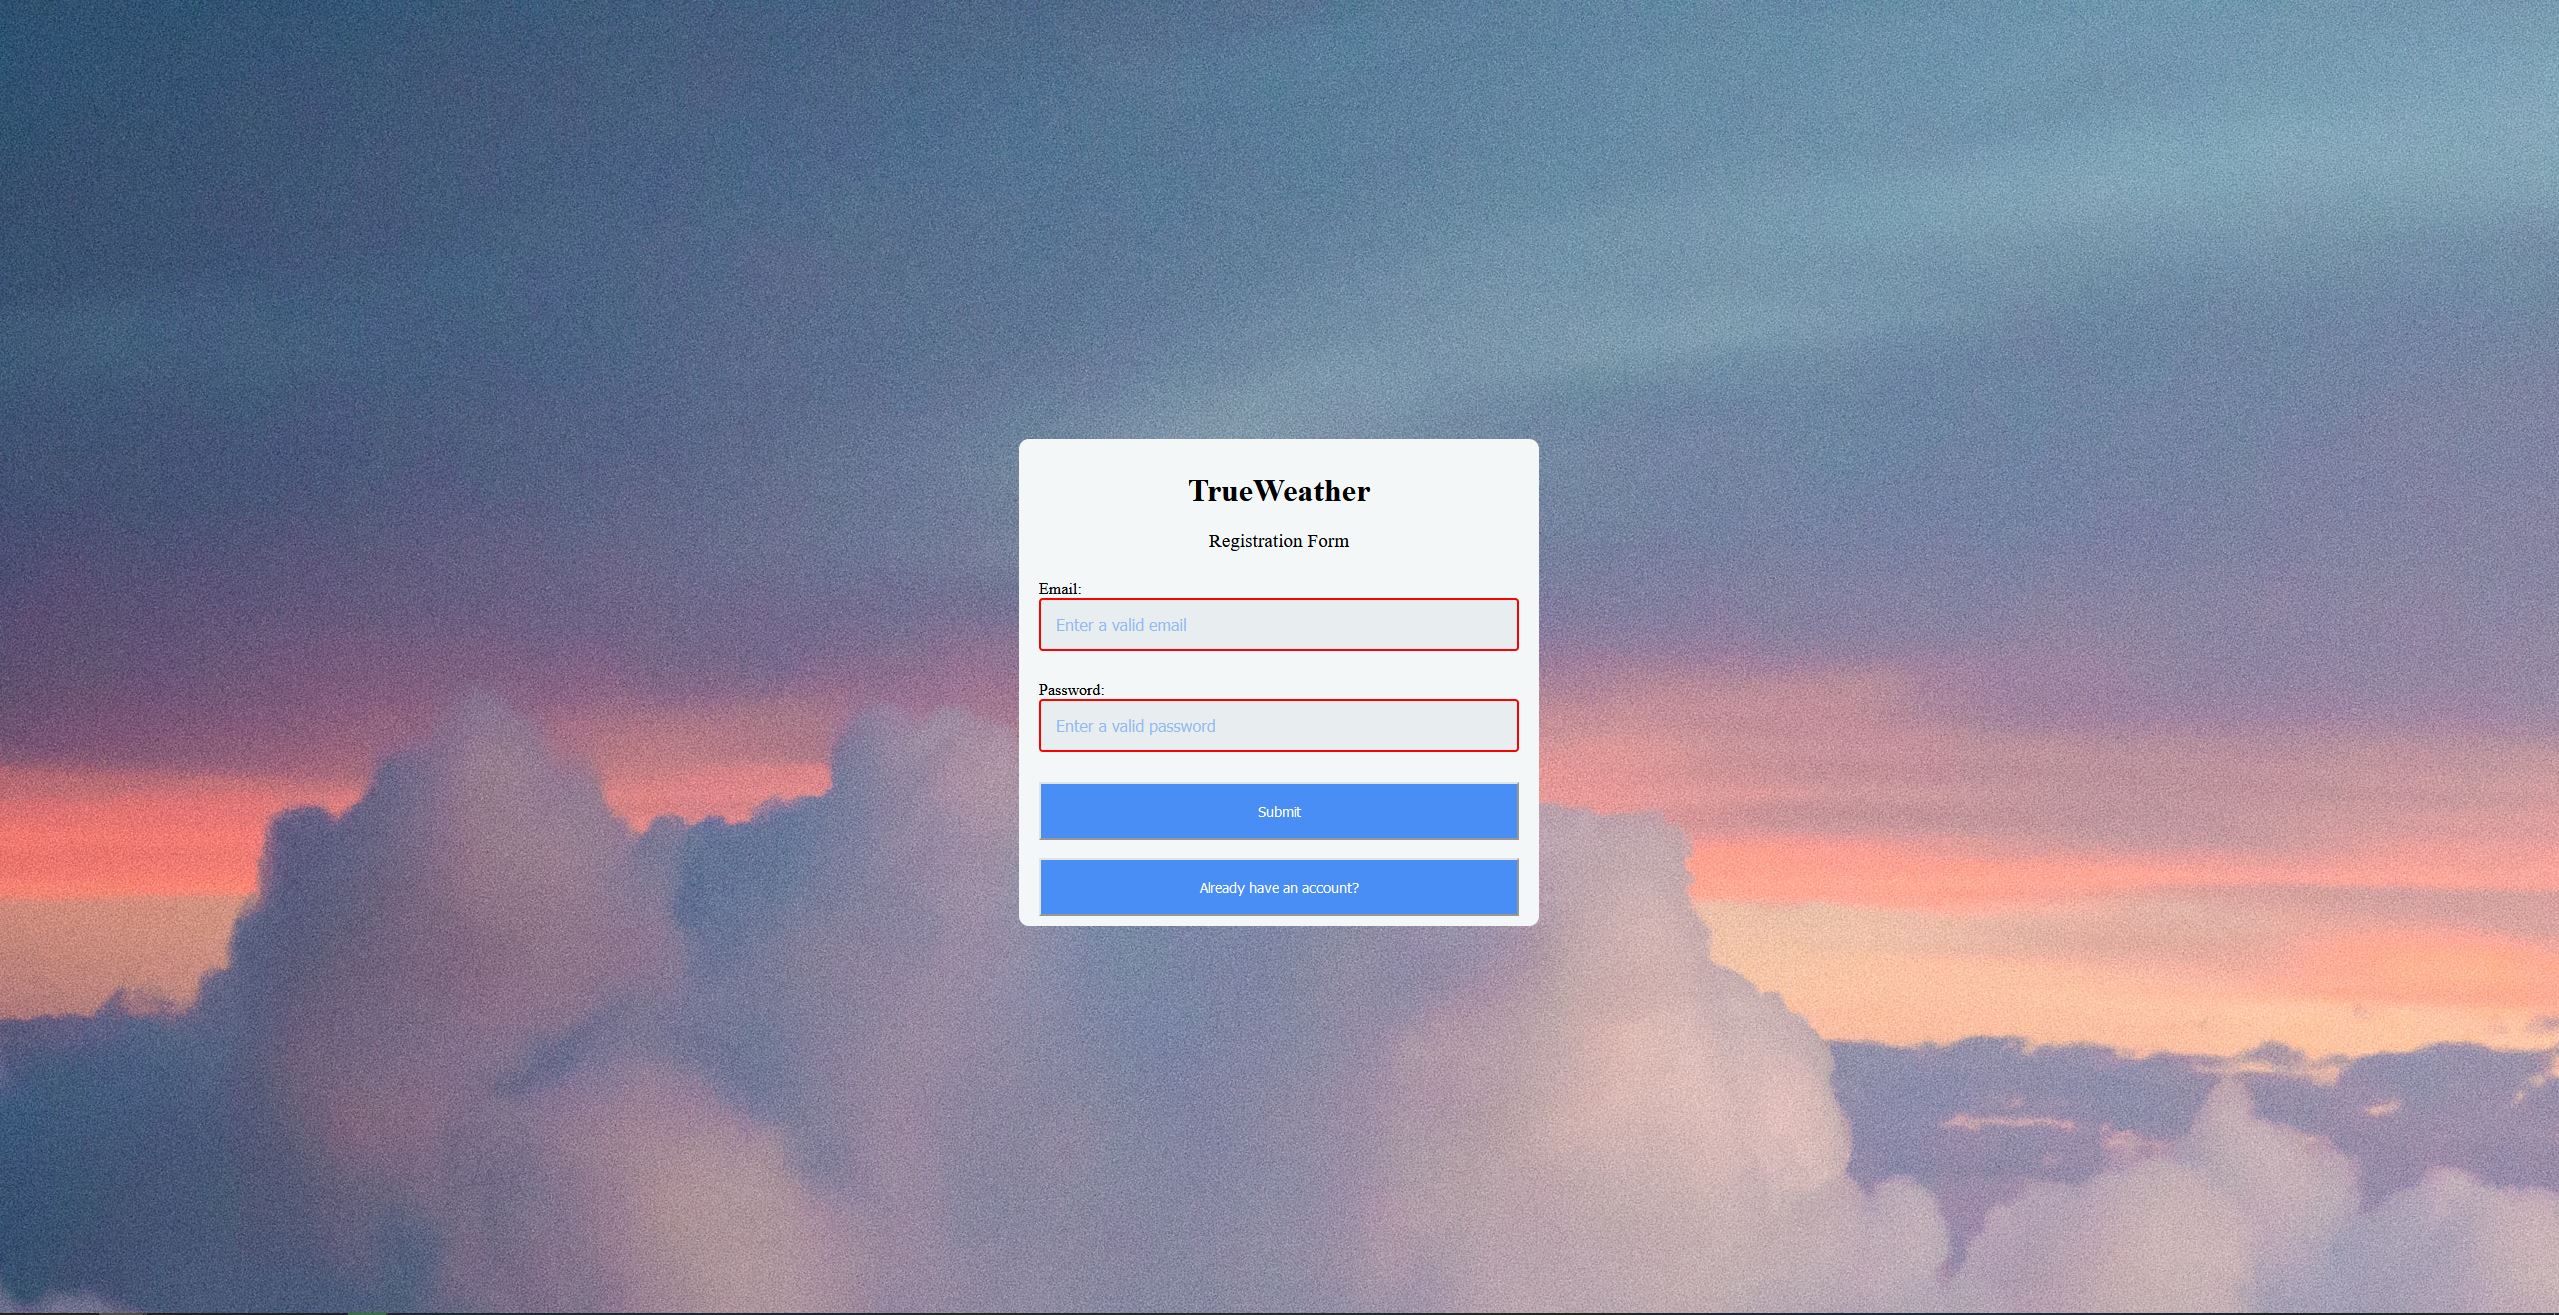 TrueWeather
Registration Form
Email:
Enter a valid email
Password:
Enter a valid password
Submit
Already have an account?